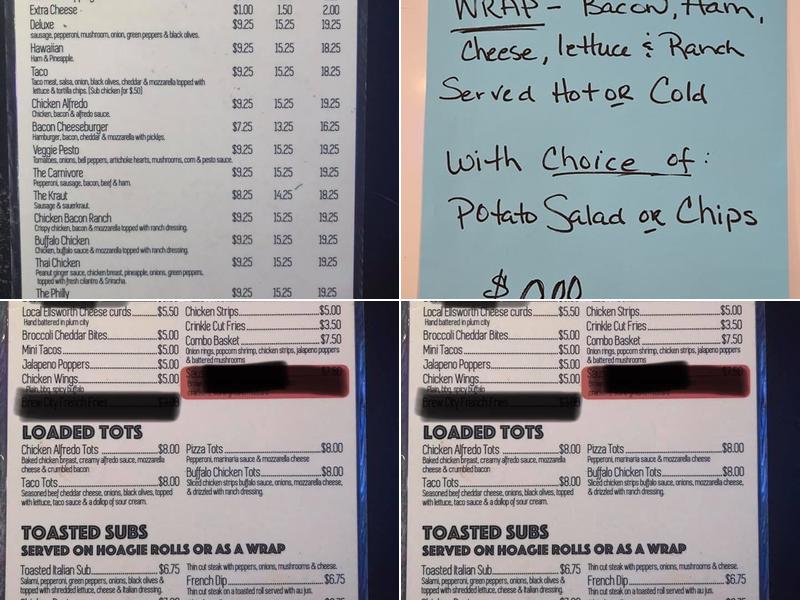 Extra Cheese $1.00 1.50 2.00
Deluxe $9.25 15.25 19.25
sausage, pepperoni, mushroom, onion, green peppers & black olives.
Hawaiian $9.25 15.25 18.25
Ham & Pineapple.
Taco $9.25 15.25 18.25
Taco meat, salsa, onion, black olives, cheddar & mozzarella topped with
lettuce & tortilla chips. (Sub chicken for $.50)
Chicken Alfredo $9.25 15.25 19.25
Chicken, bacon & alfredo sauce.
Bacon Cheeseburger $7.25 13.25 16.25
Hamburger, bacon, cheddar & mozzarella with pickles.
Veggie Pesto $9.25 15.25 19.25
Tomatoes, onions, bell peppers, artichoke hearts, mushrooms, corn & pesto sauce.
The Carnivore $9.25 15.25 19.25
Pepperoni, sausage, bacon, beef & ham.
The Kraut $8.25 14.25 18.25
Sausage & sauerkraut.
Chicken Bacon Ranch $9.25 15.25 19.25
Crispy chicken, bacon & mozzarella topped with ranch dressing.
Buffalo Chicken $9.25 15.25 19.25
Chicken, buffalo sauce & mozzarella topped with ranch dressing.
Thai Chicken $9.25 15.25 19.25
Peanut ginger sauce, chicken breast, pineapple, onions, green peppers,
topped with fresh cilantro & Sriracha.
The Philly $9.25 15.25 19.25
WRAP - Bacon, Ham,
Cheese, lettuce & Ranch
Served Hot or Cold
with Choice of:
Potato Salad or Chips
$
Local Ellsworth Cheese curds $5.50
Hand battered in plum city
Broccoli Cheddar Bites $5.00
Mini Tacos $5.00
Jalapeno Poppers $5.00
Chicken Wings $5.00
Plain, bbq, spicy buffalo
Brew City French Fries
Chicken Strips $5.00
Crinkle Cut Fries $3.50
Combo Basket $7.50
Onion rings, popcorn shrimp, chicken strips, jalapeno poppers
& battered mushrooms
LOADED TOTS
Chicken Alfredo Tots $8.00
Baked chicken breast, creamy alfredo sauce, mozzarella
cheese & crumbled bacon
Taco Tots $8.00
Seasoned beef cheddar cheese, onions, black olives, topped
with lettuce, taco sauce & a dollop of sour cream.
Pizza Tots $8.00
Pepperoni, marinaria sauce & mozzarella cheese
Buffalo Chicken Tots $8.00
Sliced chicken strips buffalo sauce, onions, mozzarella cheese,
& drizzled with ranch dressing.
TOASTED SUBS
SERVED ON HOAGIE ROLLS OR AS A WRAP
Toasted Italian Sub $6.75
Salami, pepperoni, green peppers, onions, black olives &
topped with shredded lettuce, cheese & Italian dressing.
Thin cut steak with peppers, onions, mushrooms & cheese.
French Dip $6.75
Thin cut steak on a toasted roll served with au jus.
Local Ellsworth Cheese curds $5.50
Hand battered in plum city
Broccoli Cheddar Bites $5.00
Mini Tacos $5.00
Jalapeno Poppers $5.00
Chicken Wings $5.00
Plain, bbq, spicy buffalo
Brew City French Fries
Chicken Strips $5.00
Crinkle Cut Fries $3.50
Combo Basket $7.50
Onion rings, popcorn shrimp, chicken strips, jalapeno poppers
& battered mushrooms
LOADED TOTS
Chicken Alfredo Tots $8.00
Baked chicken breast, creamy alfredo sauce, mozzarella
cheese & crumbled bacon
Taco Tots $8.00
Seasoned beef cheddar cheese, onions, black olives, topped
with lettuce, taco sauce & a dollop of sour cream.
Pizza Tots $8.00
Pepperoni, marinaria sauce & mozzarella cheese
Buffalo Chicken Tots $8.00
Sliced chicken strips buffalo sauce, onions, mozzarella cheese,
& drizzled with ranch dressing.
TOASTED SUBS
SERVED ON HOAGIE ROLLS OR AS A WRAP
Toasted Italian Sub $6.75
Salami, pepperoni, green peppers, onions, black olives &
topped with shredded lettuce, cheese & Italian dressing.
Thin cut steak with peppers, onions, mushrooms & cheese.
French Dip $6.75
Thin cut steak on a toasted roll served with au jus.